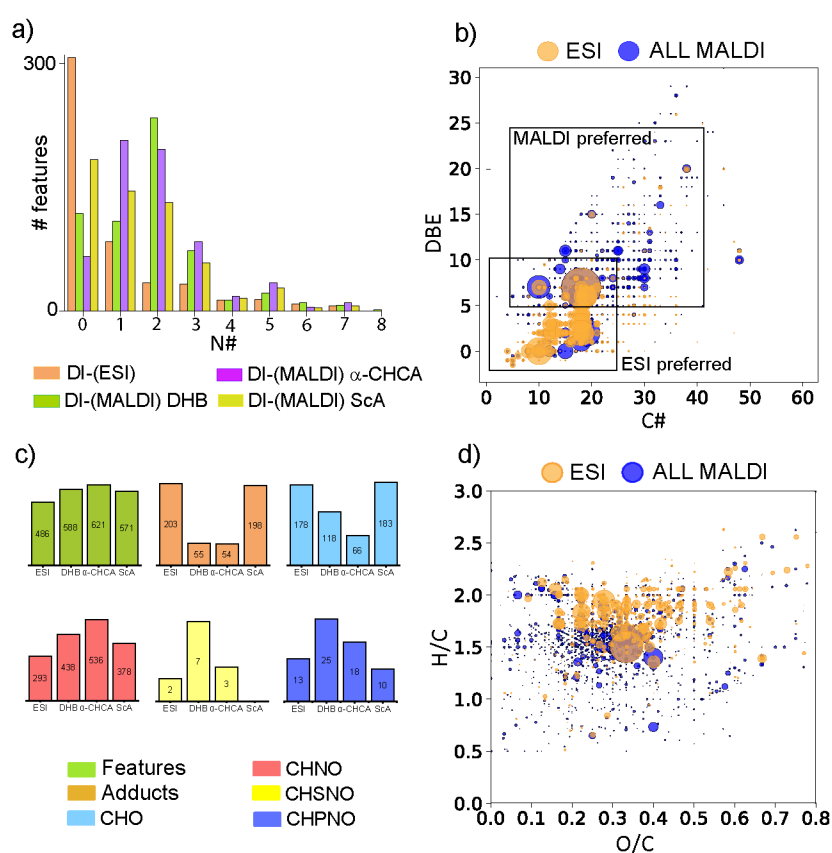 a)
300
# features
0
0 1 2 3 4 5 6 7 8
N#
DI-(ESI)
DI-(MALDI) α-CHCA
DI-(MALDI) DHB
DI-(MALDI) ScA
b)
ESI ALL MALDI
30
25
20
15
10
5
0
DBE
MALDI preferred
ESI preferred
0 10 20 30 40 50 60
C#
c)
486 588 621 571
ESI DHB α-CHCA ScA
203 55 54 198
ESI DHB α-CHCA ScA
178 118 66 183
ESI DHB α-CHCA ScA
293 438 536 378
ESI DHB α-CHCA ScA
2 7 3
ESI DHB α-CHCA ScA
13 25 18 10
ESI DHB α-CHCA ScA
Features
Adducts
CHO
CHNO
CHSNO
CHPNO
d)
ESI ALL MALDI
3.0
2.5
2.0
1.5
1.0
0.5
0.0
H/C
0.0 0.1 0.2 0.3 0.4 0.5 0.6 0.7 0.8
O/C